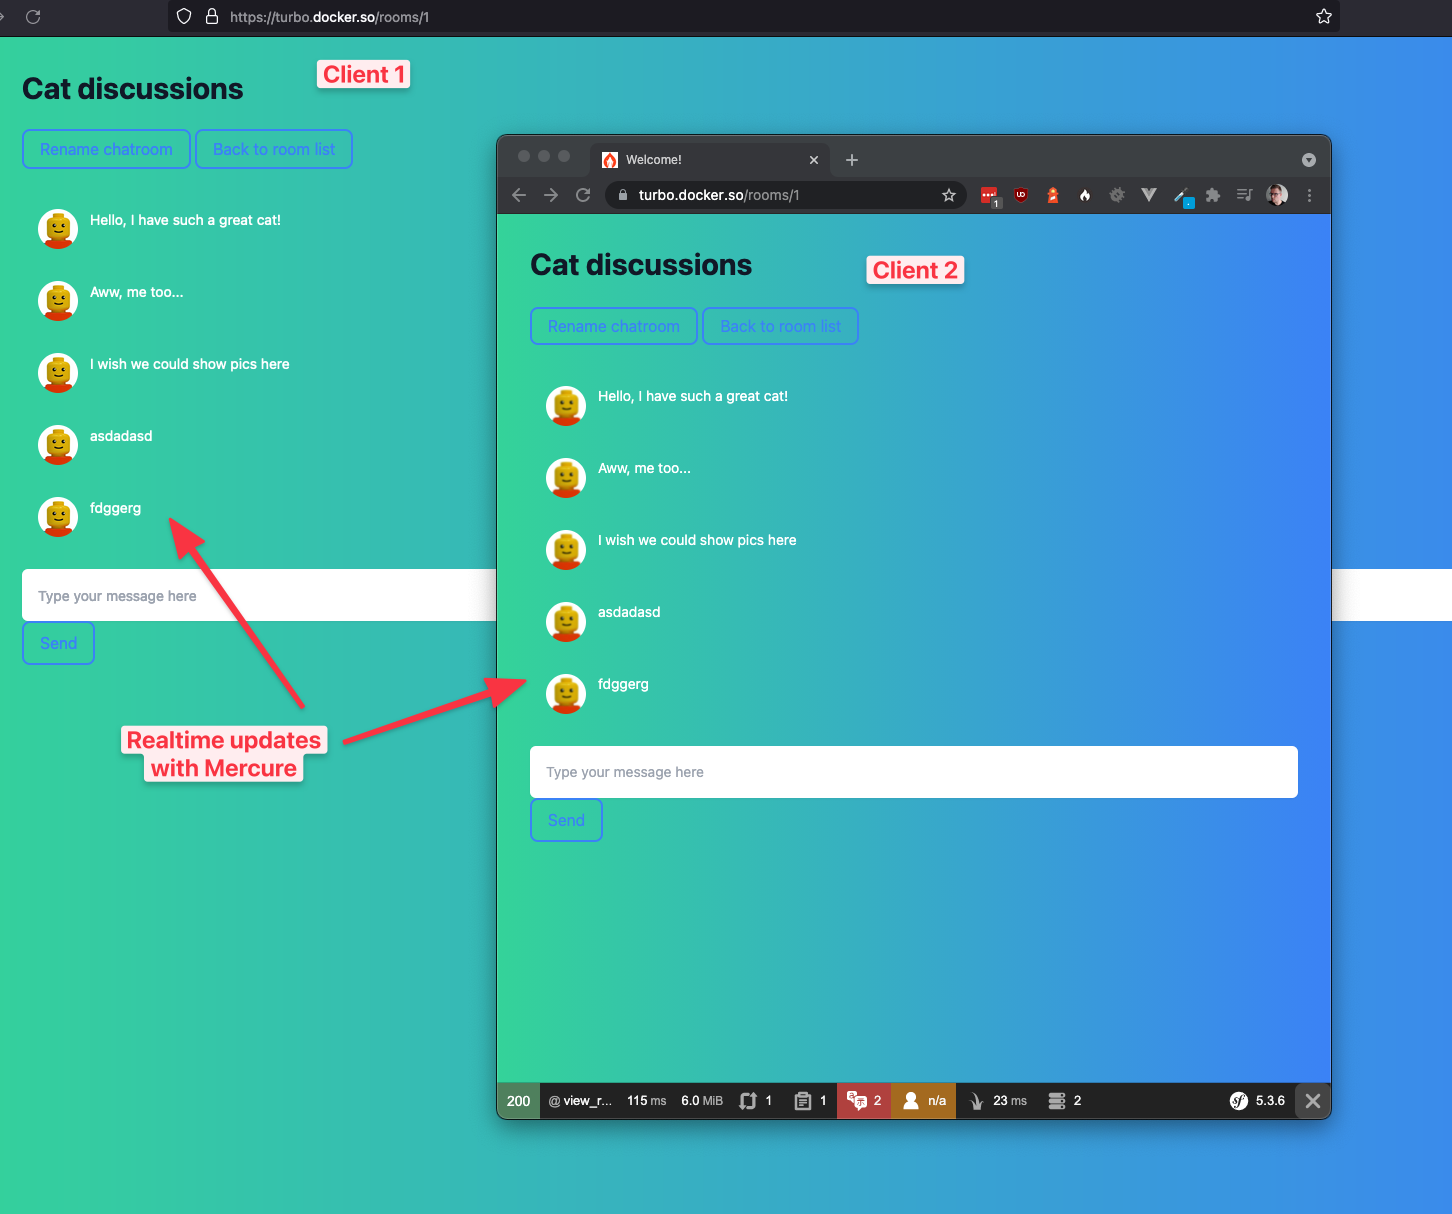 https://turbo.docker.so/rooms/1
Client 1
Cat discussions
Rename chatroom
Back to room list
Hello, I have such a great cat!
Aww, me too...
I wish we could show pics here
asdadasd
fdggerg
Type your message here
Send
Realtime updates
with Mercure
Welcome!
turbo.docker.so/rooms/1
1
UD
Client 2
Cat discussions
Rename chatroom
Back to room list
Hello, I have such a great cat!
Aww, me too...
I wish we could show pics here
asdadasd
fdggerg
Type your message here
Send
200 @ view_r... 115 ms 6.0 MiB 1 1 2 n/a 23 ms 2 sf 5.3.6